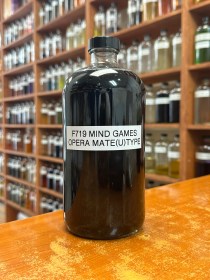 F719 MIND GAMES
OPERA MATE(U)TYPE